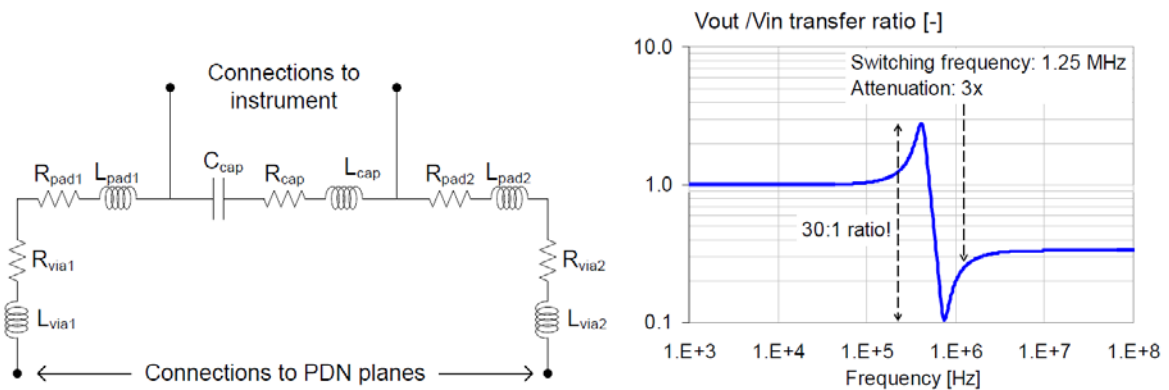 Connections to
instrument
Rpad1 Lpad1 Ccap Rcap Lcap Rpad2 Lpad2
Rvia1
Lvia1
Rvia2
Lvia2
Connections to PDN planes
Vout /Vin transfer ratio [-]
10.0
Switching frequency: 1.25 MHz
Attenuation: 3x
1.0
30:1 ratio!
0.1
1.E+3 1.E+4 1.E+5 1.E+6 1.E+7 1.E+8
Frequency [Hz]